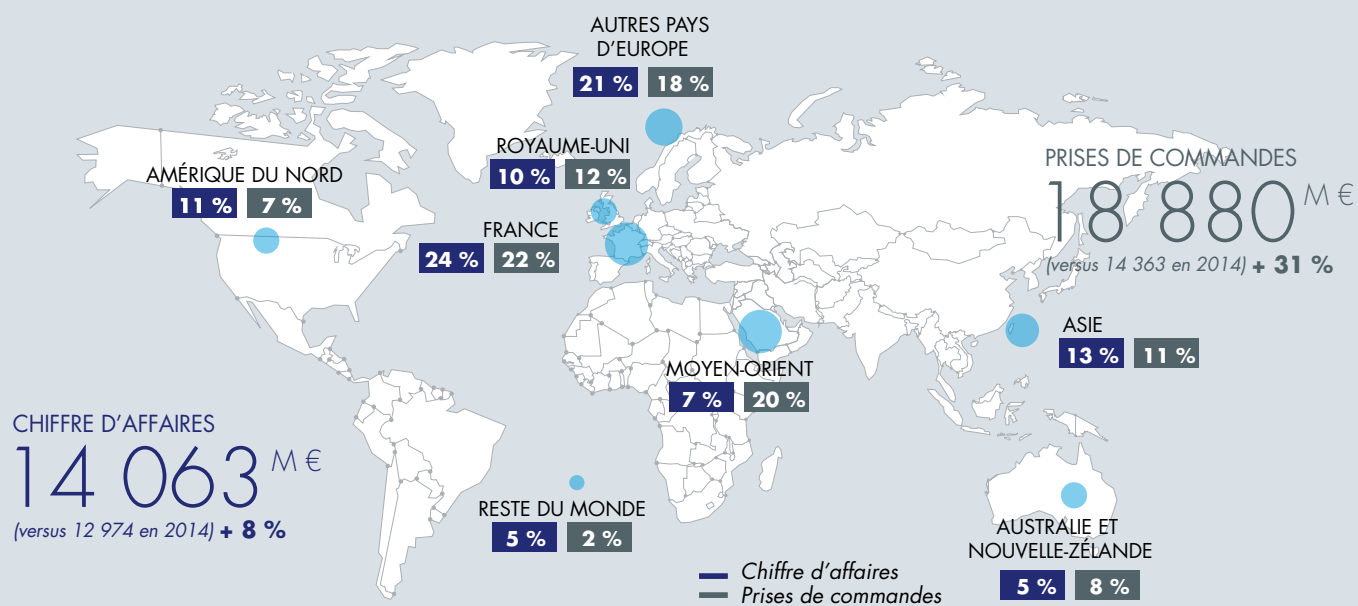 AUTRES PAYS
D'EUROPE
21 % 18 %
ROYAUME-UNI
10 % 12 %
AMÉRIQUE DU NORD
11 % 7 %
FRANCE
24 % 22 %
PRISES DE COMMANDES
18 880 M €
(versus 14 363 en 2014) + 31 %
ASIE
13 % 11 %
MOYEN-ORIENT
7 % 20 %
CHIFFRE D'AFFAIRES
14 063 M €
(versus 12 974 en 2014) + 8 %
RESTE DU MONDE
5 % 2 %
AUSTRALIE ET
NOUVELLE-ZÉLANDE
5 % 8 %
Chiffre d'affaires
Prises de commandes